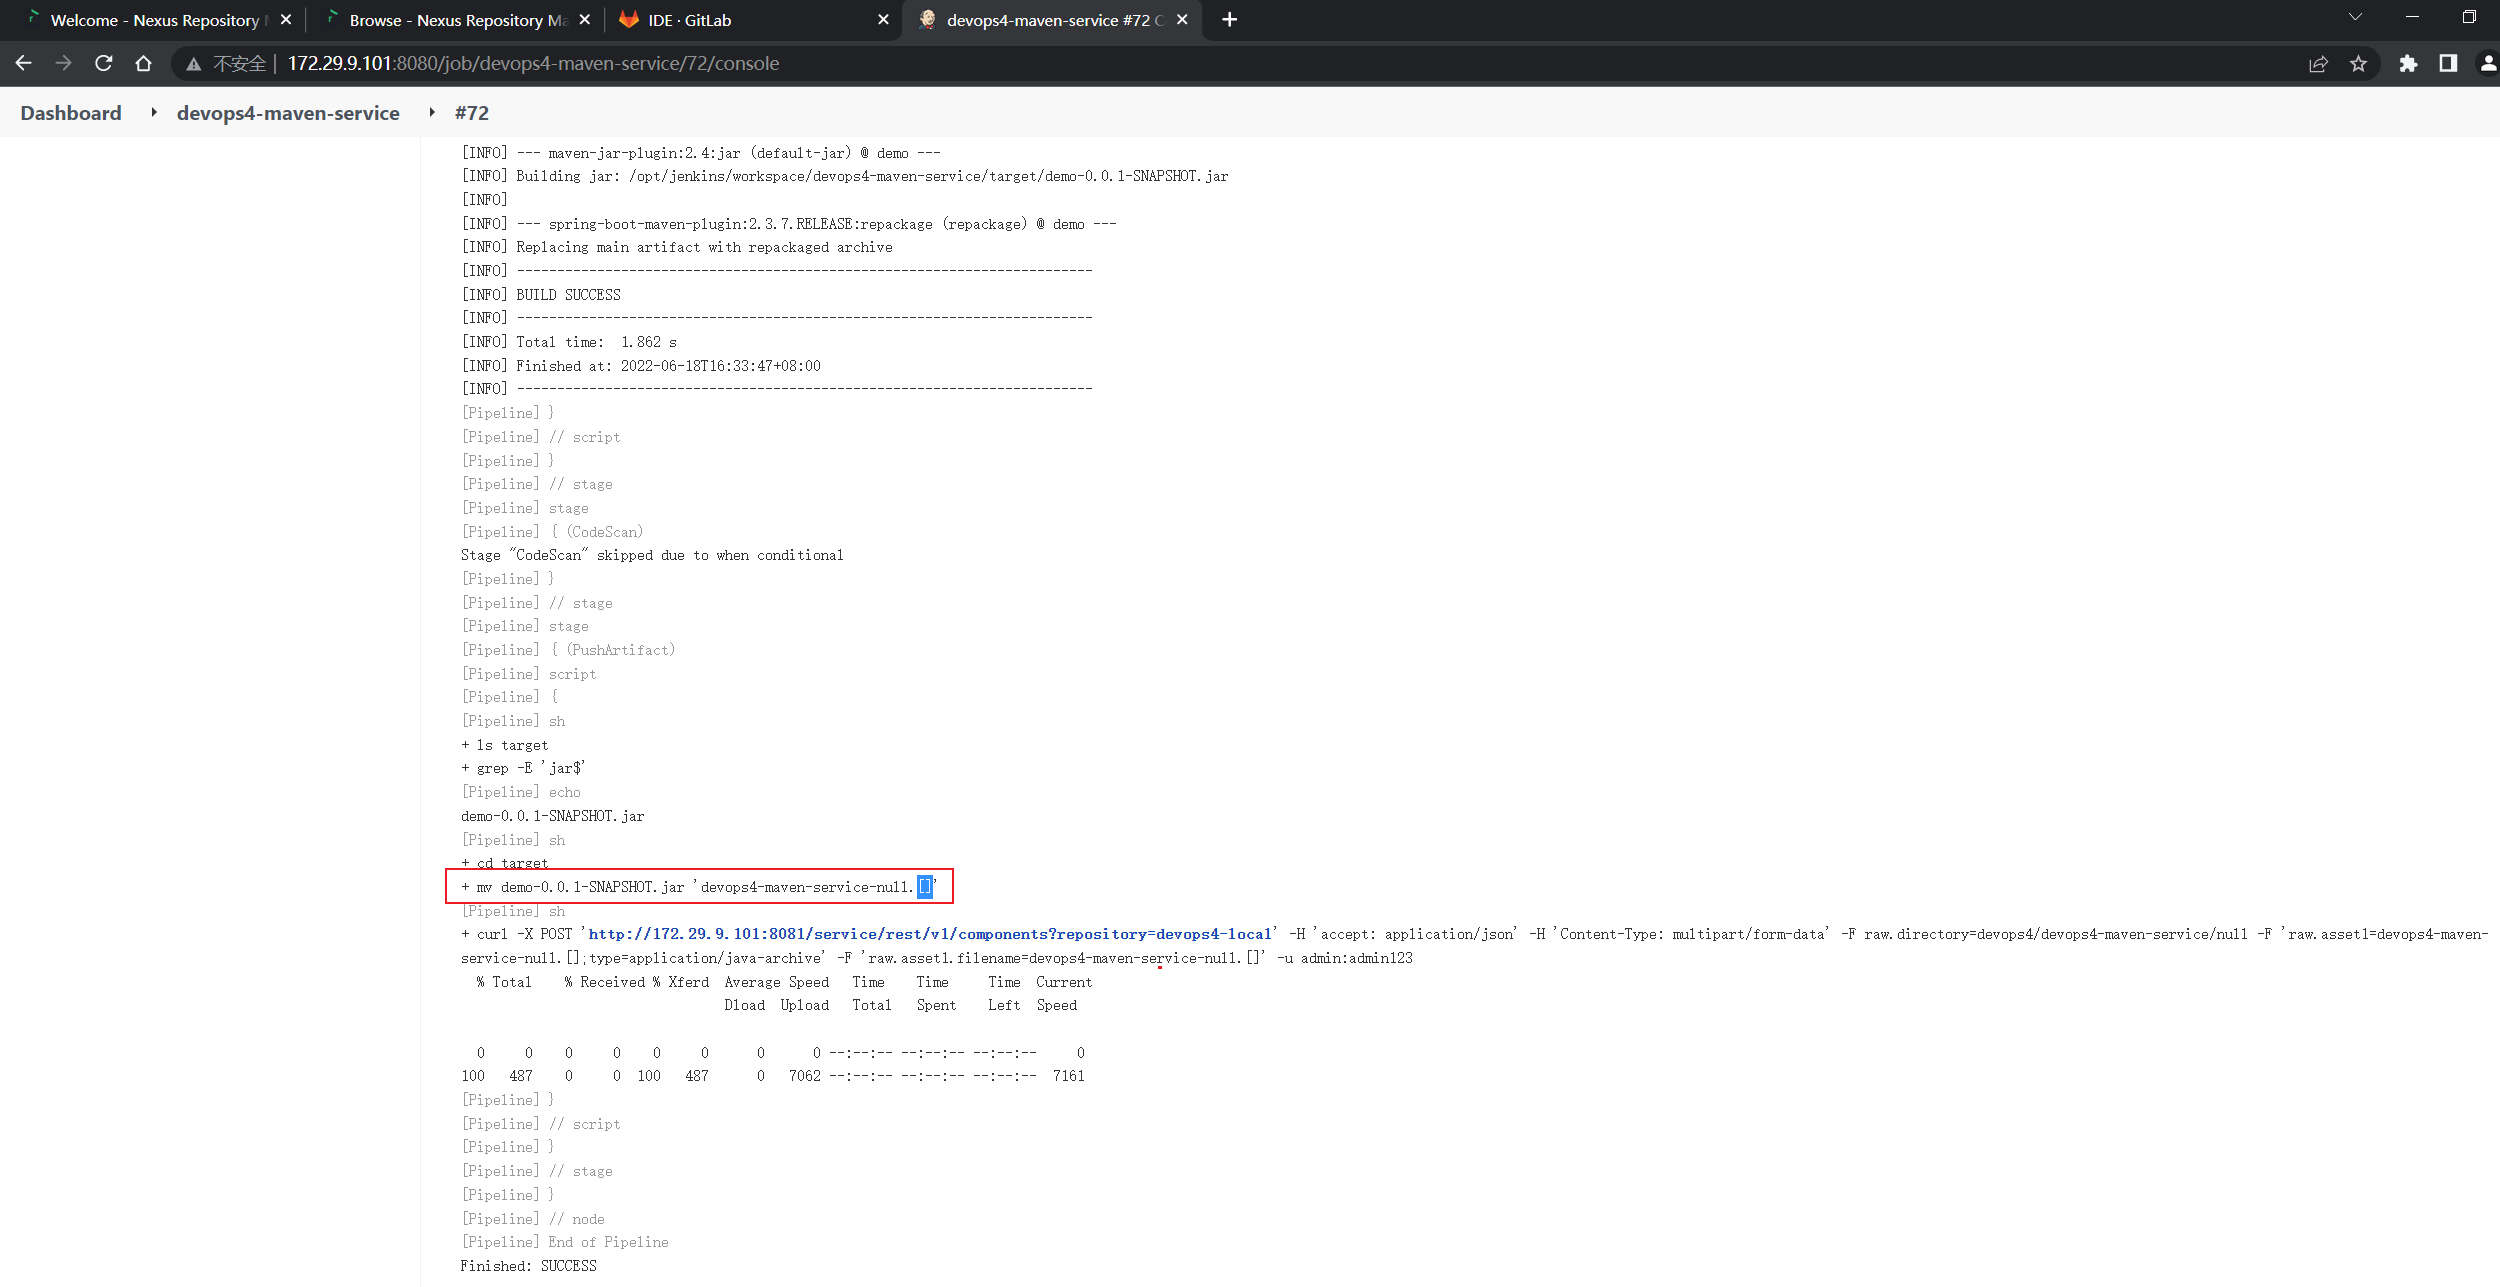 Welcome - Nexus Repository M
Browse - Nexus Repository Ma
IDE · GitLab
devops4-maven-service #72 C
不安全 | 172.29.9.101:8080/job/devops4-maven-service/72/console
Dashboard devops4-maven-service #72
[INFO] --- maven-jar-plugin:2.4:jar (default-jar) @ demo ---
[INFO] Building jar: /opt/jenkins/workspace/devops4-maven-service/target/demo-0.0.1-SNAPSHOT.jar
[INFO]
[INFO] --- spring-boot-maven-plugin:2.3.7.RELEASE:repackage (repackage) @ demo ---
[INFO] Replacing main artifact with repackaged archive
[INFO] ------------------------------------------------------------------------
[INFO] BUILD SUCCESS
[INFO] ------------------------------------------------------------------------
[INFO] Total time:  1.862 s
[INFO] Finished at: 2022-06-18T16:33:47+08:00
[INFO] ------------------------------------------------------------------------
[Pipeline] }
[Pipeline] // script
[Pipeline] }
[Pipeline] // stage
[Pipeline] stage
[Pipeline] { (CodeScan)
Stage "CodeScan" skipped due to when conditional
[Pipeline] }
[Pipeline] // stage
[Pipeline] stage
[Pipeline] { (PushArtifact)
[Pipeline] script
[Pipeline] {
[Pipeline] sh
+ ls target
+ grep -E 'jar$'
[Pipeline] echo
demo-0.0.1-SNAPSHOT.jar
[Pipeline] sh
+ cd target
+ mv demo-0.0.1-SNAPSHOT.jar 'devops4-maven-service-null.[]'
[Pipeline] sh
+ curl -X POST 'http://172.29.9.101:8081/service/rest/v1/components?repository=devops4-local' -H 'accept: application/json' -H 'Content-Type: multipart/form-data' -F raw.directory=devops4/devops4-maven-service/null -F 'raw.asset1=devops4-maven-
service-null.[];type=application/java-archive' -F 'raw.asset1.filename=devops4-maven-service-null.[]' -u admin:admin123
% Total    % Received % Xferd  Average Speed   Time    Time     Time  Current
Dload  Upload   Total   Spent    Left  Speed
0     0    0     0    0     0      0      0 --:--:-- --:--:-- --:--:--     0
100   487    0     0  100   487      0   7062 --:--:-- --:--:-- --:--:--  7161
[Pipeline] }
[Pipeline] // script
[Pipeline] }
[Pipeline] // stage
[Pipeline] }
[Pipeline] // node
[Pipeline] End of Pipeline
Finished: SUCCESS